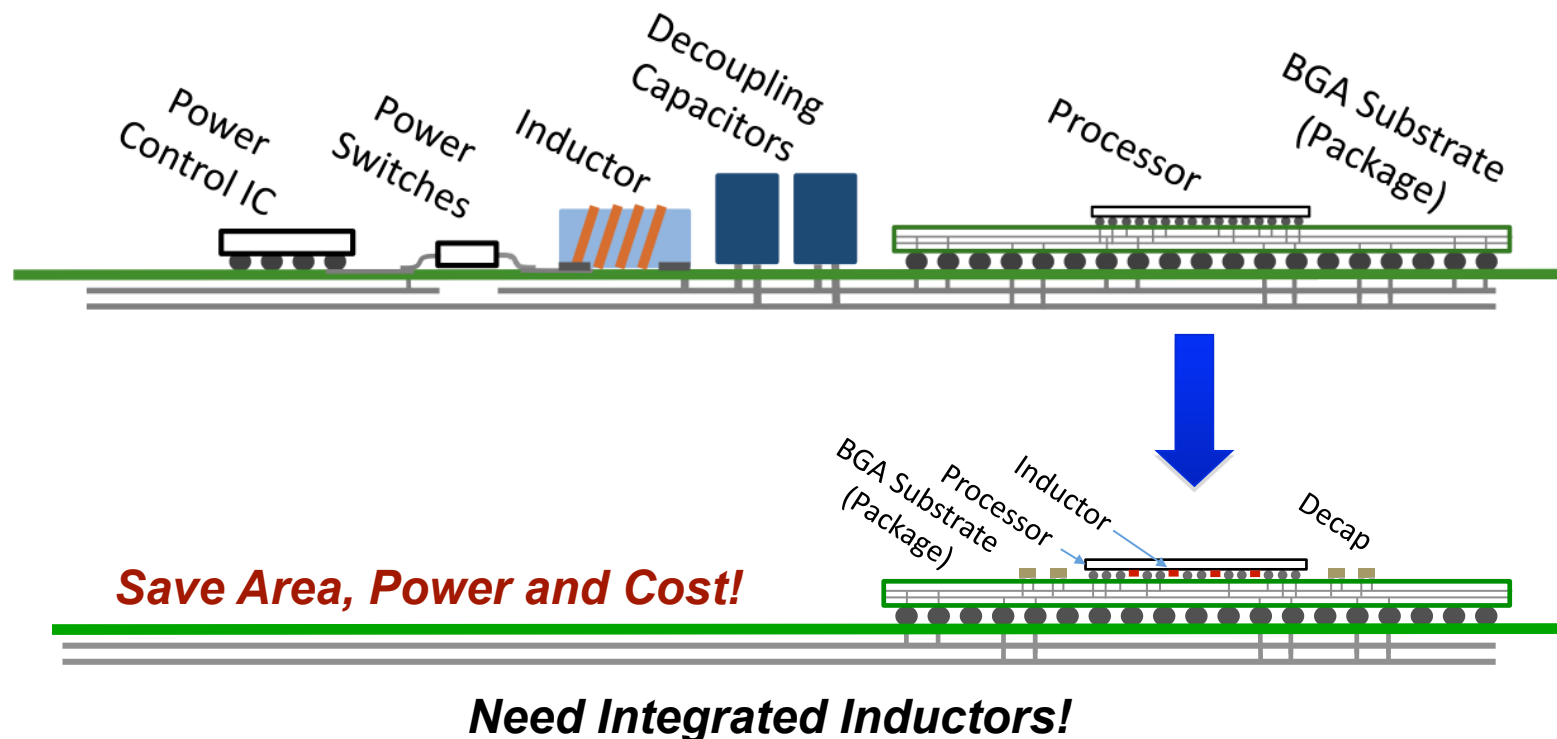 Power
Control IC
Power
Switches
Inductor
Decoupling
Capacitors
Processor
BGA Substrate
(Package)
BGA Substrate
(Package)
Processor
Inductor
Decap
Save Area, Power and Cost!
Need Integrated Inductors!